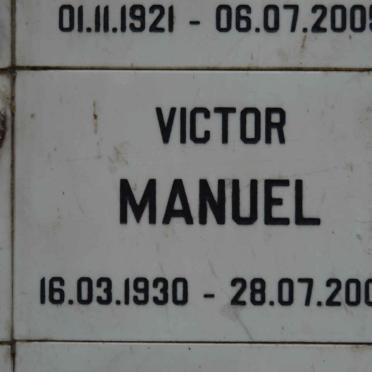 01.11.1921 - 06.07.2005
VICTOR
MANUEL
16.03.1930 - 28.07.200